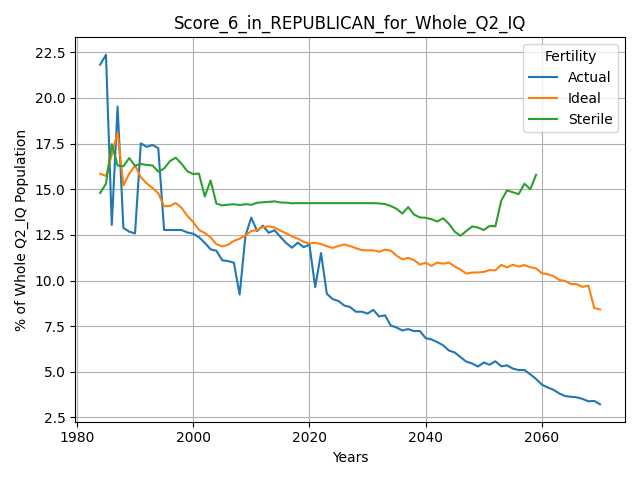 Score_6_in_REPUBLICAN_for_Whole_Q2_IQ
% of Whole Q2_IQ Population
22.5
20.0
17.5
15.0
12.5
10.0
7.5
5.0
2.5
Fertility
Actual
Ideal
Sterile
1980
2000
2020
2040
2060
Years